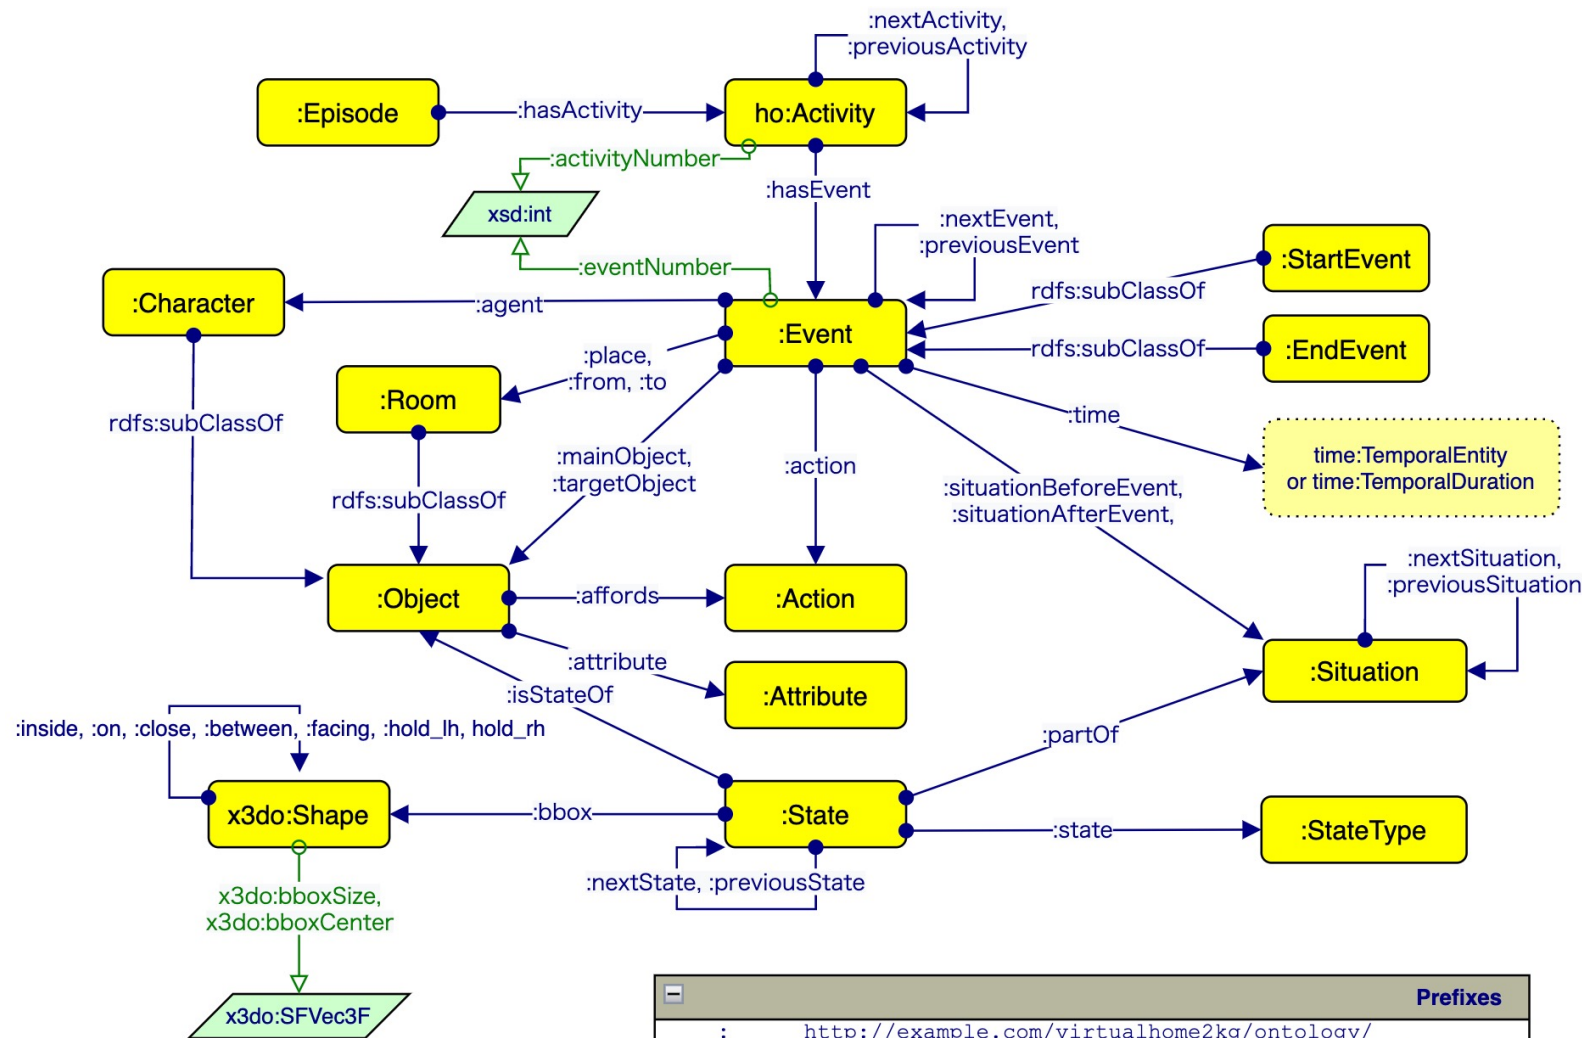 :nextActivity,
:previousActivity
:Episode
:hasActivity
ho:Activity
:activityNumber
:hasEvent
xsd:int
:nextEvent,
:previousEvent
:StartEvent
:eventNumber
rdfs:subClassOf
:Character
:agent
:Event
rdfs:subClassOf
:EndEvent
:place,
:from, :to
:Room
:time
rdfs:subClassOf
time:TemporalEntity
or time:TemporalDuration
:mainObject,
:targetObject
:action
:situationBeforeEvent,
:situationAfterEvent,
rdfs:subClassOf
:nextSituation,
:previousSituation
:Object
:affords
:Action
:attribute
:Situation
:isStateOf
:Attribute
:inside, :on, :close, :between, :facing, :hold_lh, hold_rh
:partOf
x3do:Shape
:bbox
:State
:state
:StateType
:nextState, :previousState
x3do:bboxSize,
x3do:bboxCenter
x3do:SFVec3F
Prefixes
: http://example.com/virtualhome2kg/ontology/